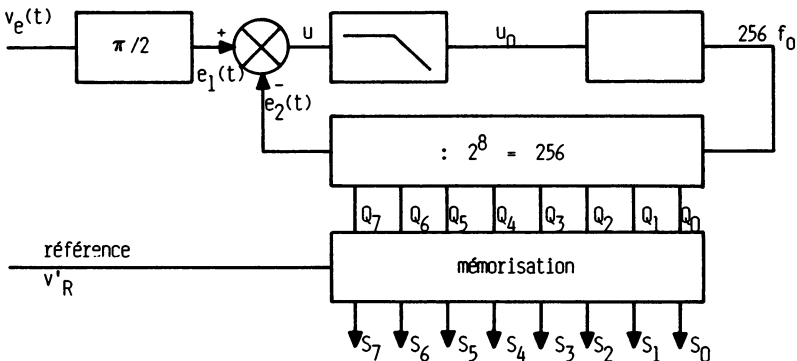 v_e(t)
π/2
+
e_1(t)
-
e_2(t)
u
u_0
256 f_0
: 2^8 = 256
Q_7 Q_6 Q_5 Q_4 Q_3 Q_2 Q_1 Q_0
référence
v'_R
mémorisation
S_7 S_6 S_5 S_4 S_3 S_2 S_1 S_0